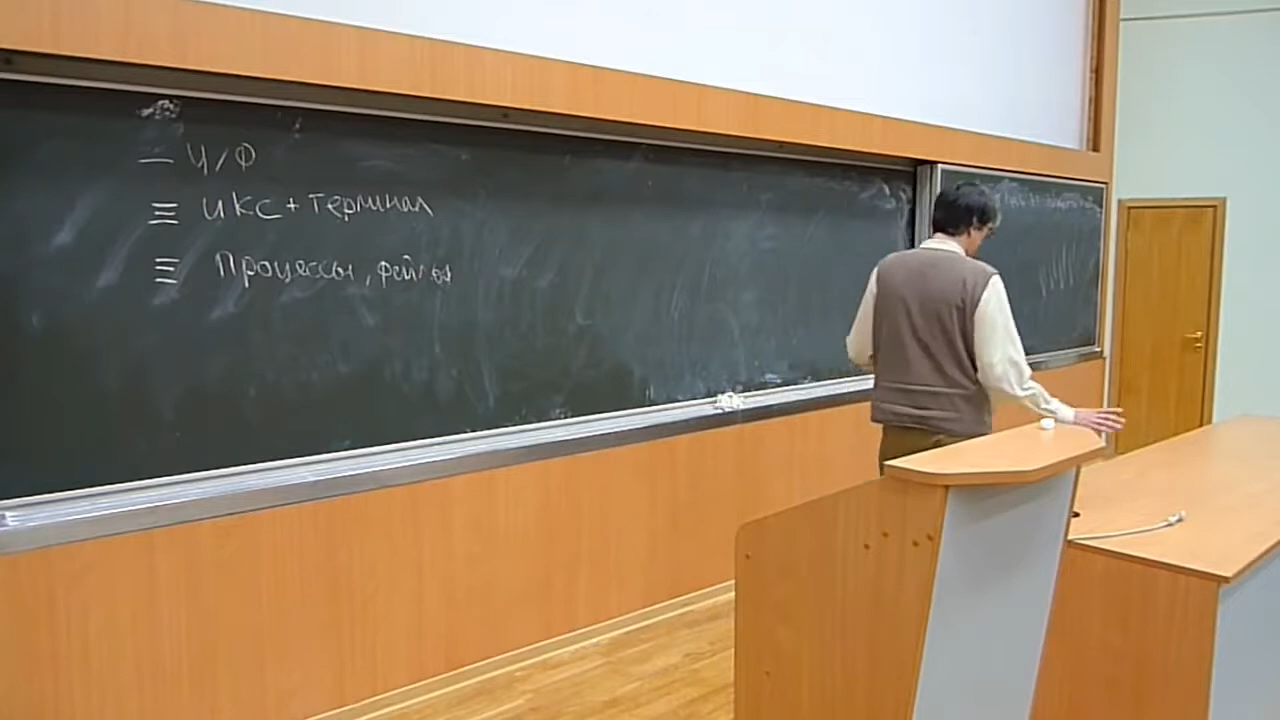 — Ч/Ф
≡ ИКС + терминал
≡ Процессы, файлы